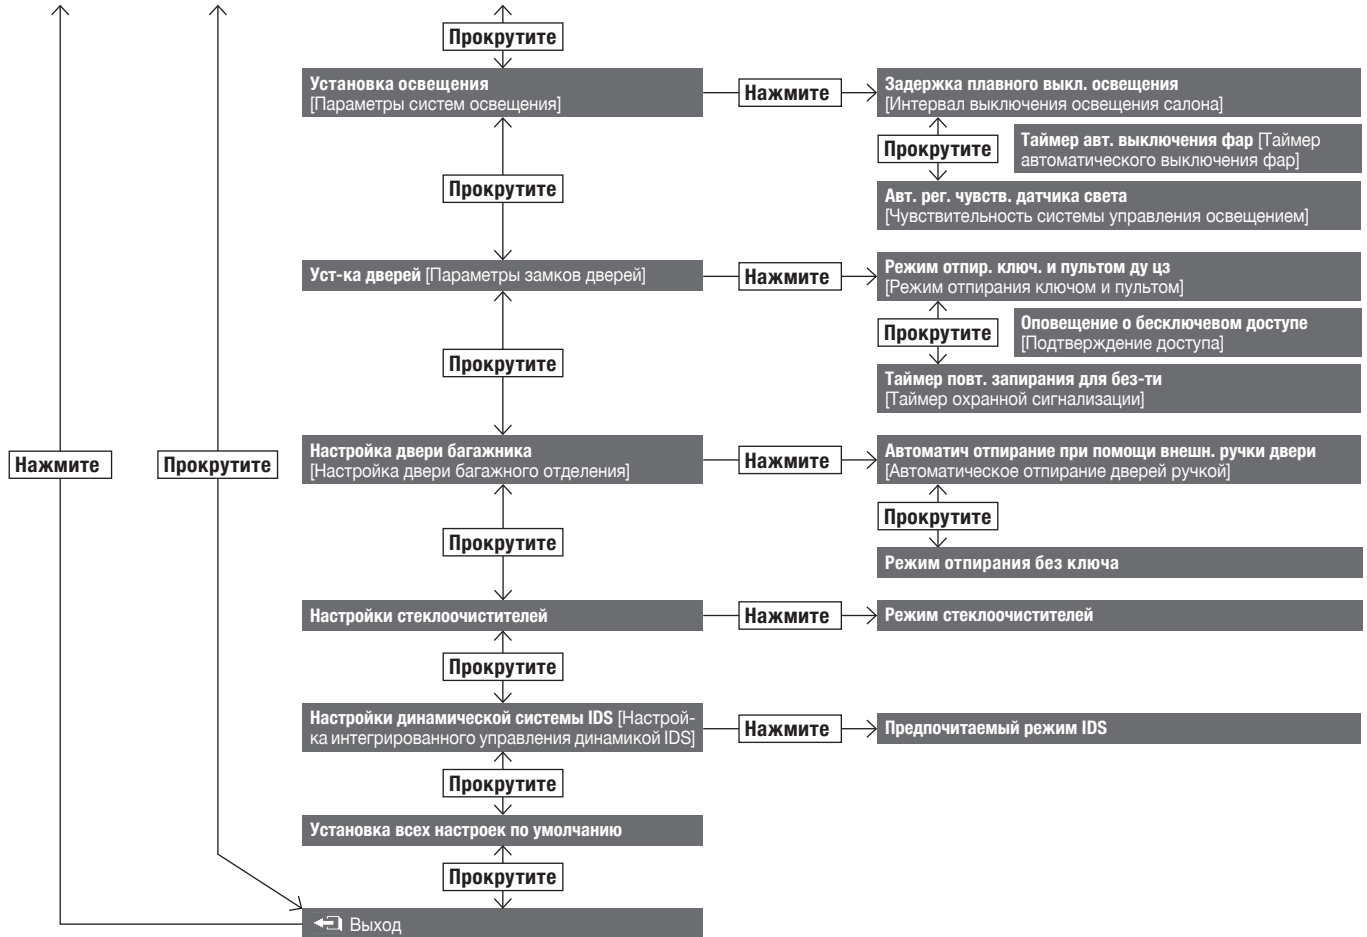 Прокрутите
Установка освещения
[Параметры систем освещения]
Нажмите
Задержка плавного выкл. освещения
[Интервал выключения освещения салона]
Прокрутите
Таймер авт. выключения фар [Таймер
автоматического выключения фар]
Прокрутите
Авт. рег. чувств. датчика света
[Чувствительность системы управления освещением]
Уст-ка дверей [Параметры замков дверей]
Нажмите
Режим отпир. ключ. и пультом ду цз
[Режим отпирания ключом и пультом]
Прокрутите
Оповещение о бесключевом доступе
[Подтверждение доступа]
Прокрутите
Таймер повт. запирания для без-ти
[Таймер охранной сигнализации]
Нажмите
Прокрутите
Настройка двери багажника
[Настройка двери багажного отделения]
Нажмите
Автоматич отпирание при помощи внешн. ручки двери
[Автоматическое отпирание дверей ручкой]
Прокрутите
Прокрутите
Режим отпирания без ключа
Настройки стеклоочистителей
Нажмите
Режим стеклоочистителей
Прокрутите
Настройки динамической системы IDS [Настрой-
ка интегрированного управления динамикой IDS]
Нажмите
Предпочитаемый режим IDS
Прокрутите
Установка всех настроек по умолчанию
Прокрутите
Выход